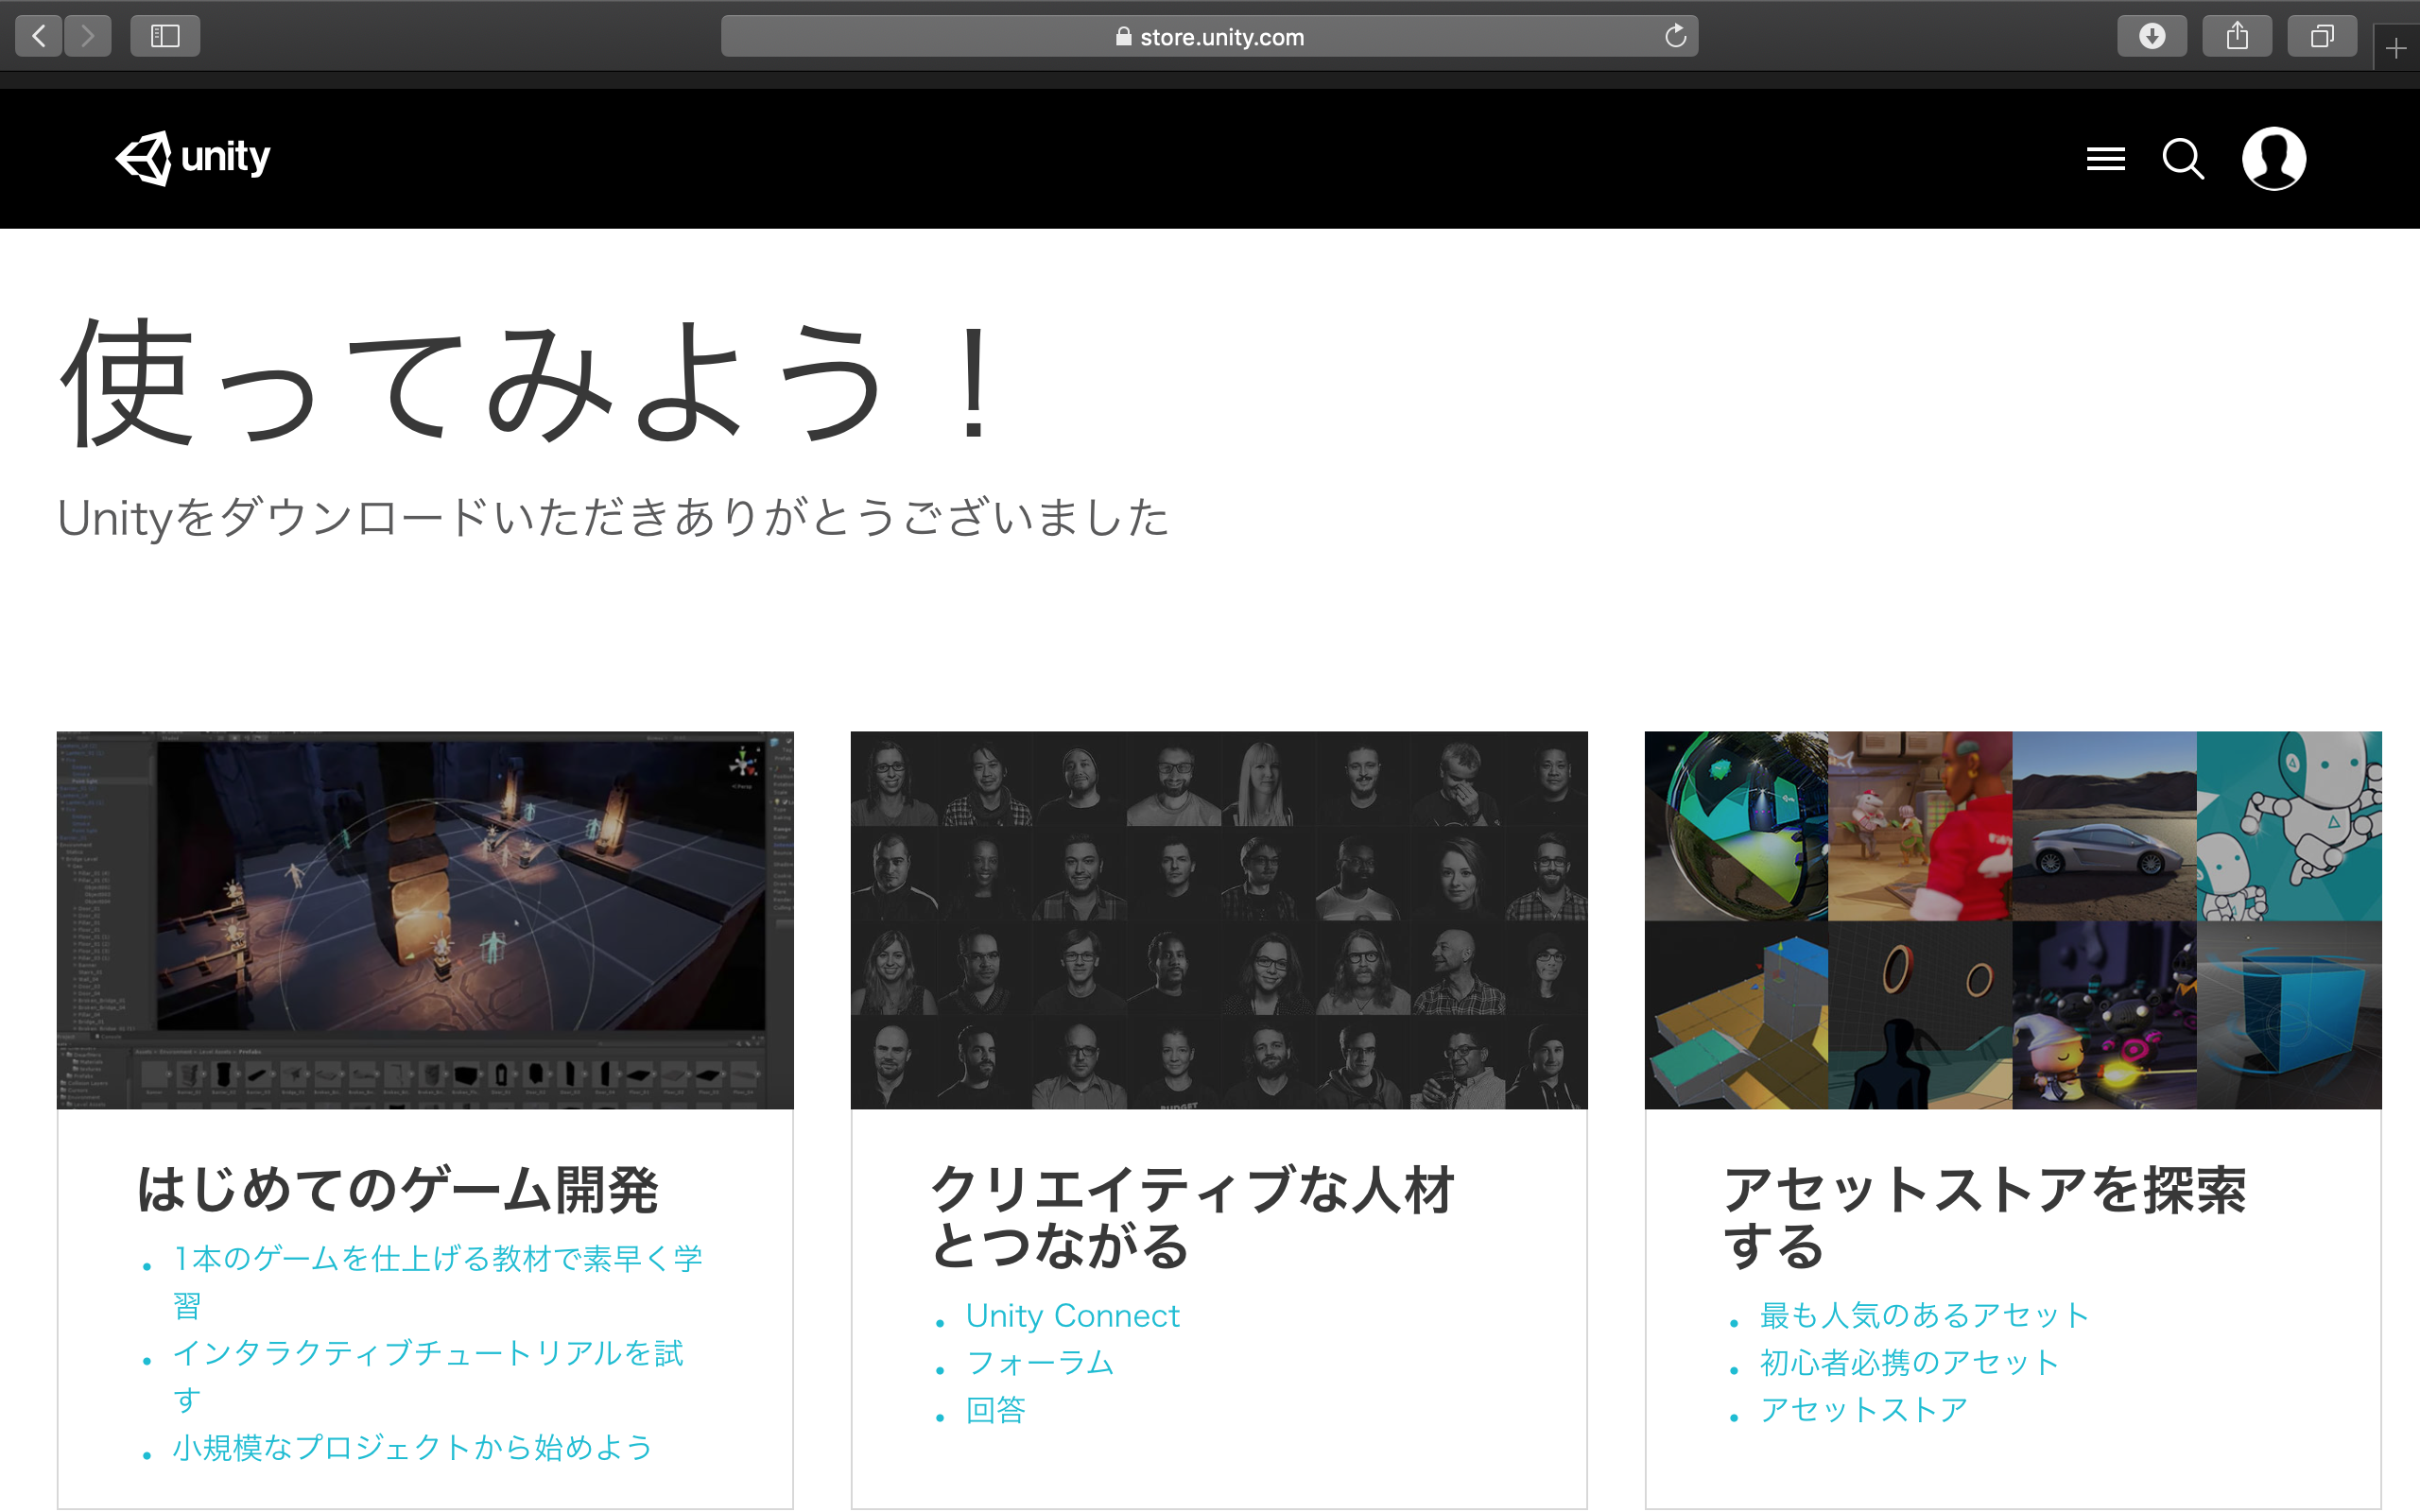 store.unity.com
unity
使ってみよう！
Unityをダウンロードいただきありがとうございました
はじめてのゲーム開発
1本のゲームを仕上げる教材で素早く学
習
インタラクティブチュートリアルを試
す
小規模なプロジェクトから始めよう
クリエイティブな人材
とつながる
Unity Connect
フォーラム
回答
アセットストアを探索
する
最も人気のあるアセット
初心者必携のアセット
アセットストア